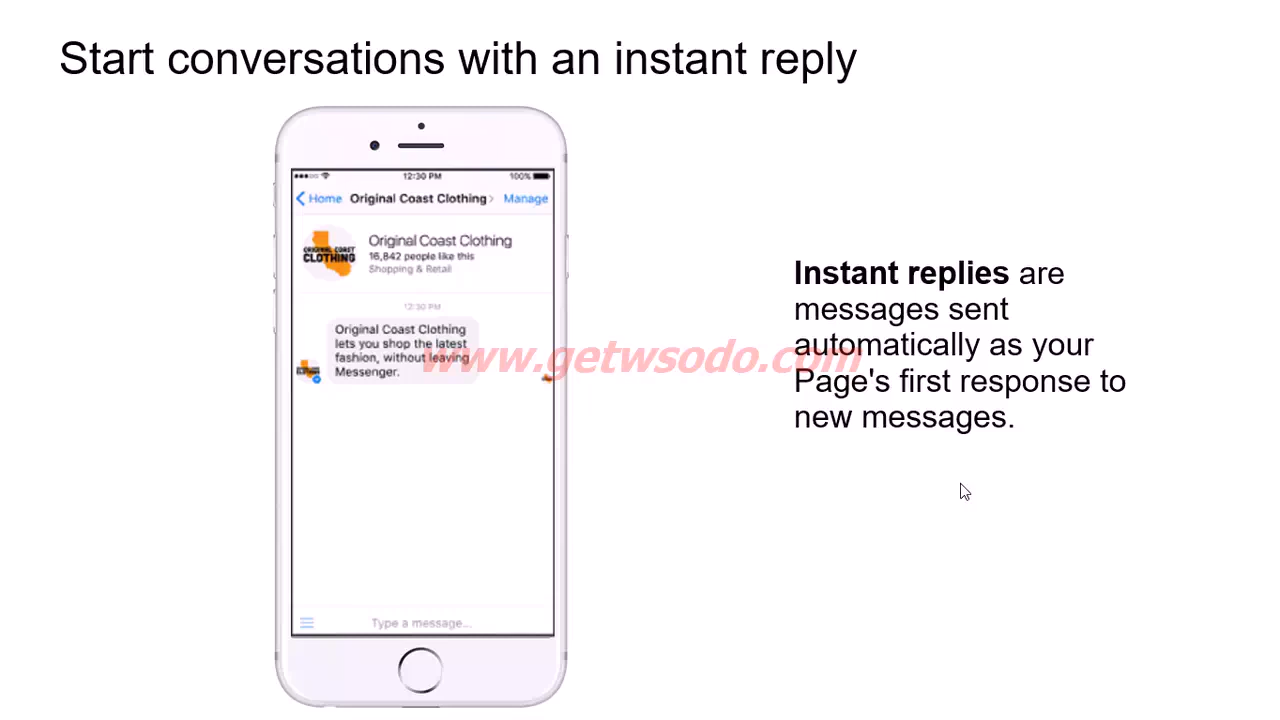 Start conversations with an instant reply
12:30 PM
100%
Home
Original Coast Clothing
Manage
ORIGINAL COAST
CLOTHING
Original Coast Clothing
16,842 people like this
Shopping & Retail
12:30 PM
Original Coast Clothing
lets you shop the latest
fashion, without leaving
Messenger.
www.getwsodo.com
Type a message...
Instant replies are
messages sent
automatically as your
Page's first response to
new messages.